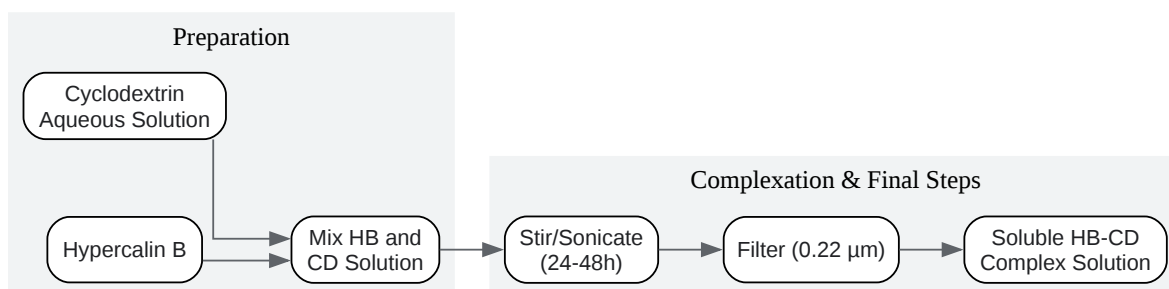 Preparation
Cyclodextrin
Aqueous Solution
Hypercalin B
Mix HB and
CD Solution
Complexation & Final Steps
Stir/Sonicate
(24-48h)
Filter (0.22 µm)
Soluble HB-CD
Complex Solution